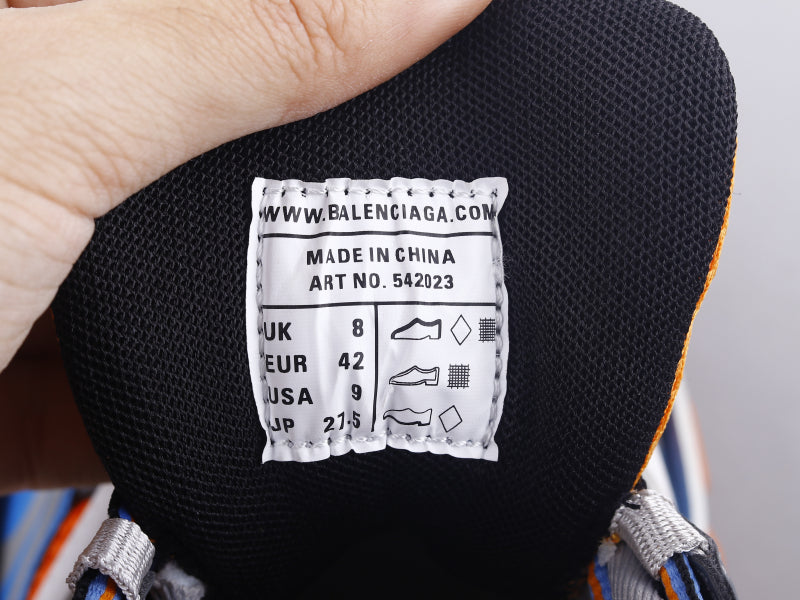 WWW.BALENCIAGA.COM
MADE IN CHINA
ART NO. 542023
UK 8
EUR 42
USA 9
JP 27.5